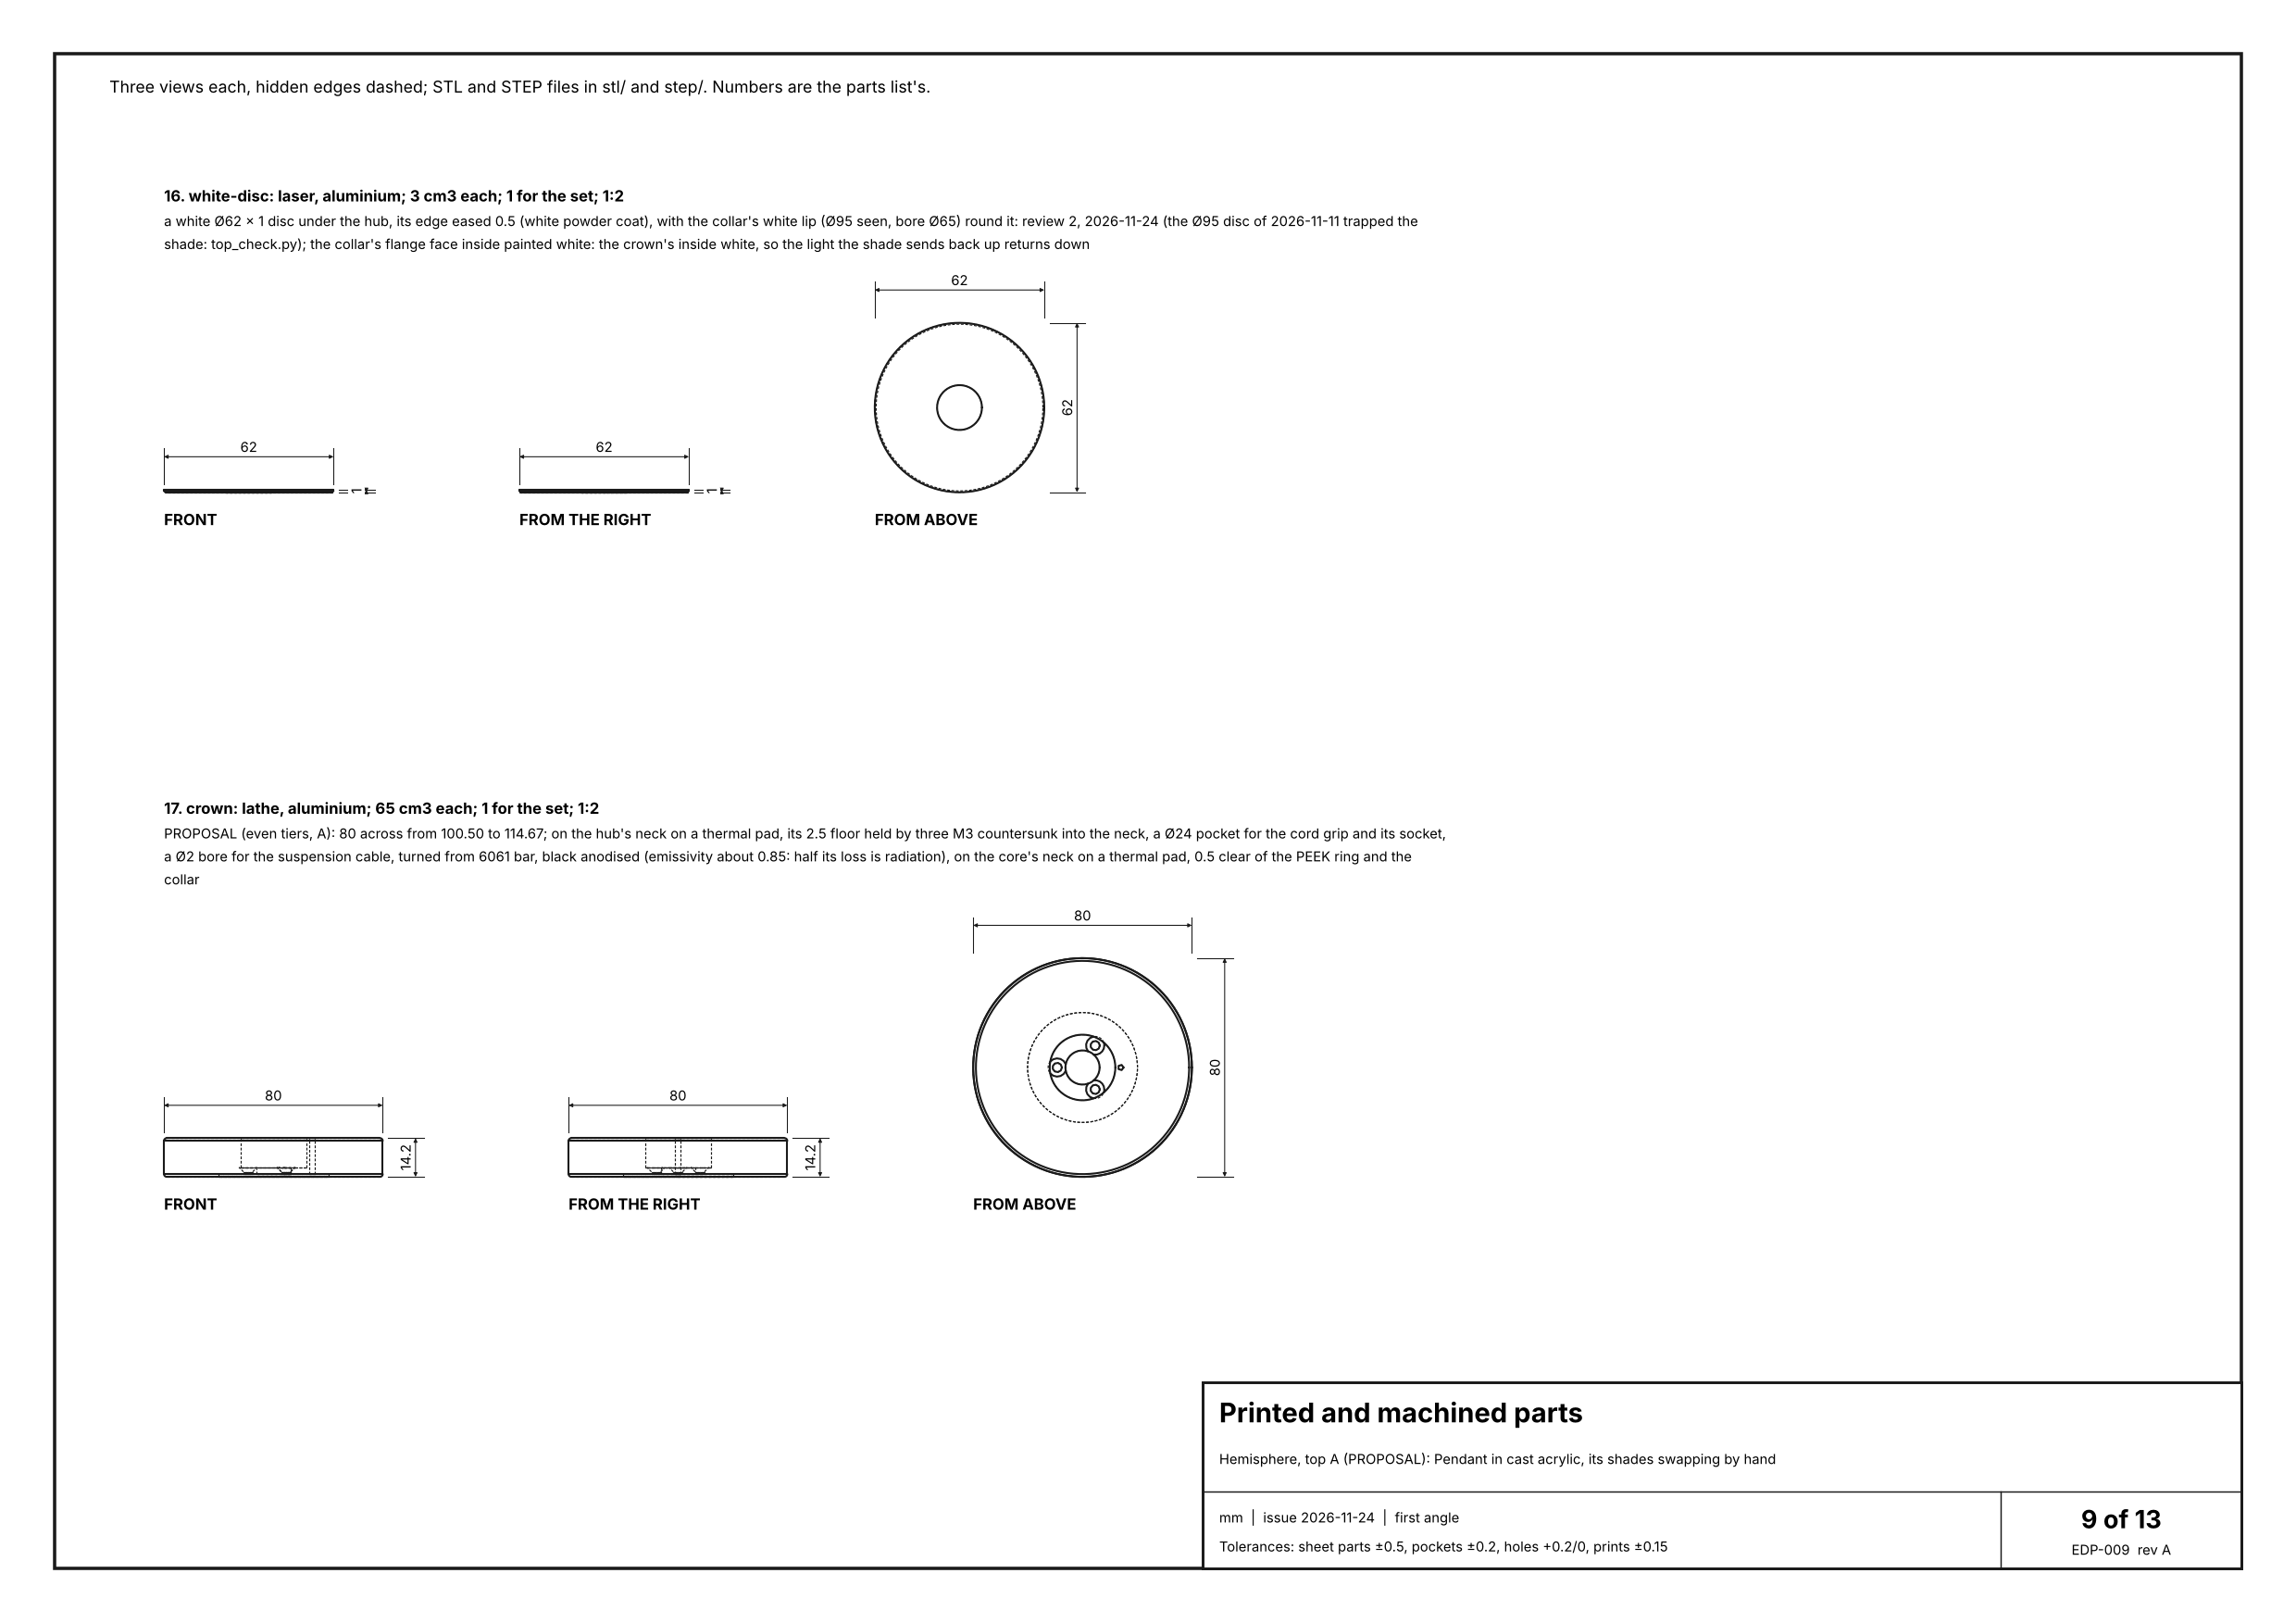 Three views each, hidden edges dashed; STL and STEP files in stl/ and step/. Numbers are the parts list's.
16. white-disc: laser, aluminium; 3 cm3 each; 1 for the set; 1:2
a white Ø62 × 1 disc under the hub, its edge eased 0.5 (white powder coat), with the collar's white lip (Ø95 seen, bore Ø65) round it: review 2, 2026-11-24 (the Ø95 disc of 2026-11-11 trapped the
shade: top_check.py); the collar's flange face inside painted white: the crown's inside white, so the light the shade sends back up returns down
62
62
62
62
1
1
FRONT
FROM THE RIGHT
FROM ABOVE
17. crown: lathe, aluminium; 65 cm3 each; 1 for the set; 1:2
PROPOSAL (even tiers, A): 80 across from 100.50 to 114.67; on the hub's neck on a thermal pad, its 2.5 floor held by three M3 countersunk into the neck, a Ø24 pocket for the cord grip and its socket,
a Ø2 bore for the suspension cable, turned from 6061 bar, black anodised (emissivity about 0.85: half its loss is radiation), on the core's neck on a thermal pad, 0.5 clear of the PEEK ring and the
collar
80
80
80
80
14.2
14.2
FRONT
FROM THE RIGHT
FROM ABOVE
Printed and machined parts
Hemisphere, top A (PROPOSAL): Pendant in cast acrylic, its shades swapping by hand
mm | issue 2026-11-24 | first angle
Tolerances: sheet parts ±0.5, pockets ±0.2, holes +0.2/0, prints ±0.15
9 of 13
EDP-009 rev A